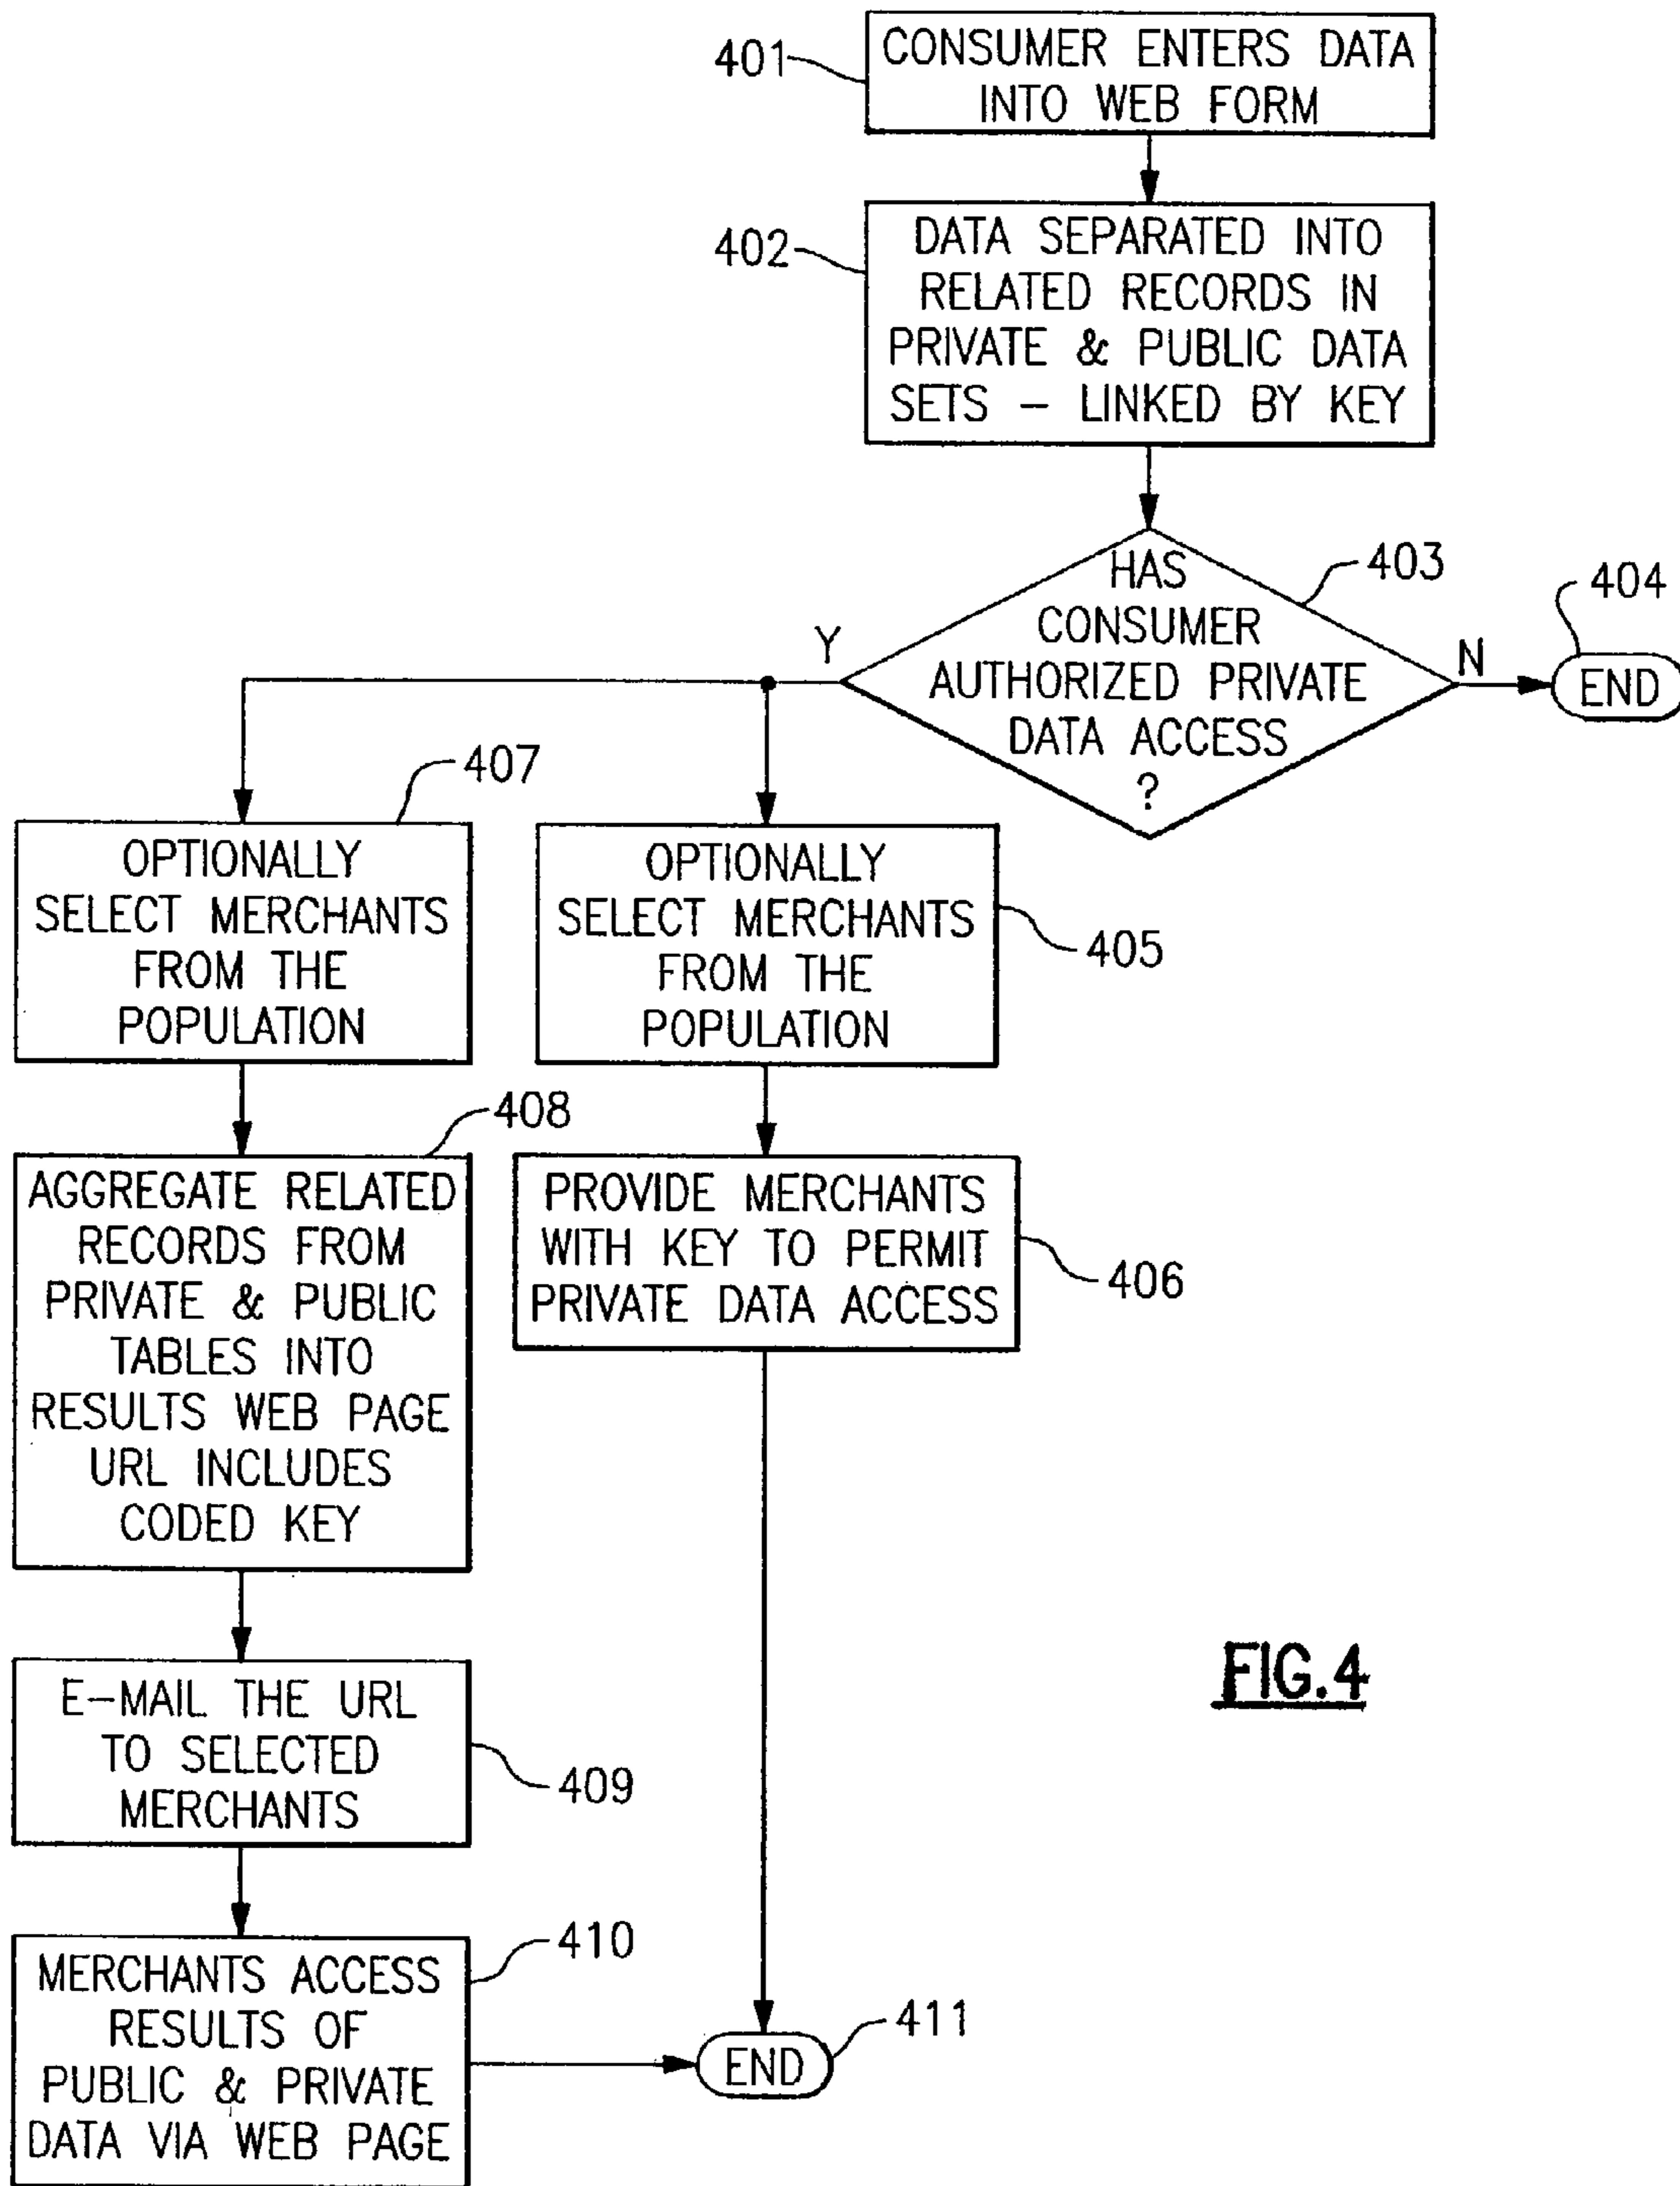 401
CONSUMER ENTERS DATA
INTO WEB FORM
402
DATA SEPARATED INTO
RELATED RECORDS IN
PRIVATE & PUBLIC DATA
SETS – LINKED BY KEY
403
HAS
CONSUMER
AUTHORIZED PRIVATE
DATA ACCESS
?
Y
N
404
END
407
OPTIONALLY
SELECT MERCHANTS
FROM THE
POPULATION
405
OPTIONALLY
SELECT MERCHANTS
FROM THE
POPULATION
408
AGGREGATE RELATED
RECORDS FROM
PRIVATE & PUBLIC
TABLES INTO
RESULTS WEB PAGE
URL INCLUDES
CODED KEY
406
PROVIDE MERCHANTS
WITH KEY TO PERMIT
PRIVATE DATA ACCESS
409
E-MAIL THE URL
TO SELECTED
MERCHANTS
410
MERCHANTS ACCESS
RESULTS OF
PUBLIC & PRIVATE
DATA VIA WEB PAGE
411
END
FIG.4